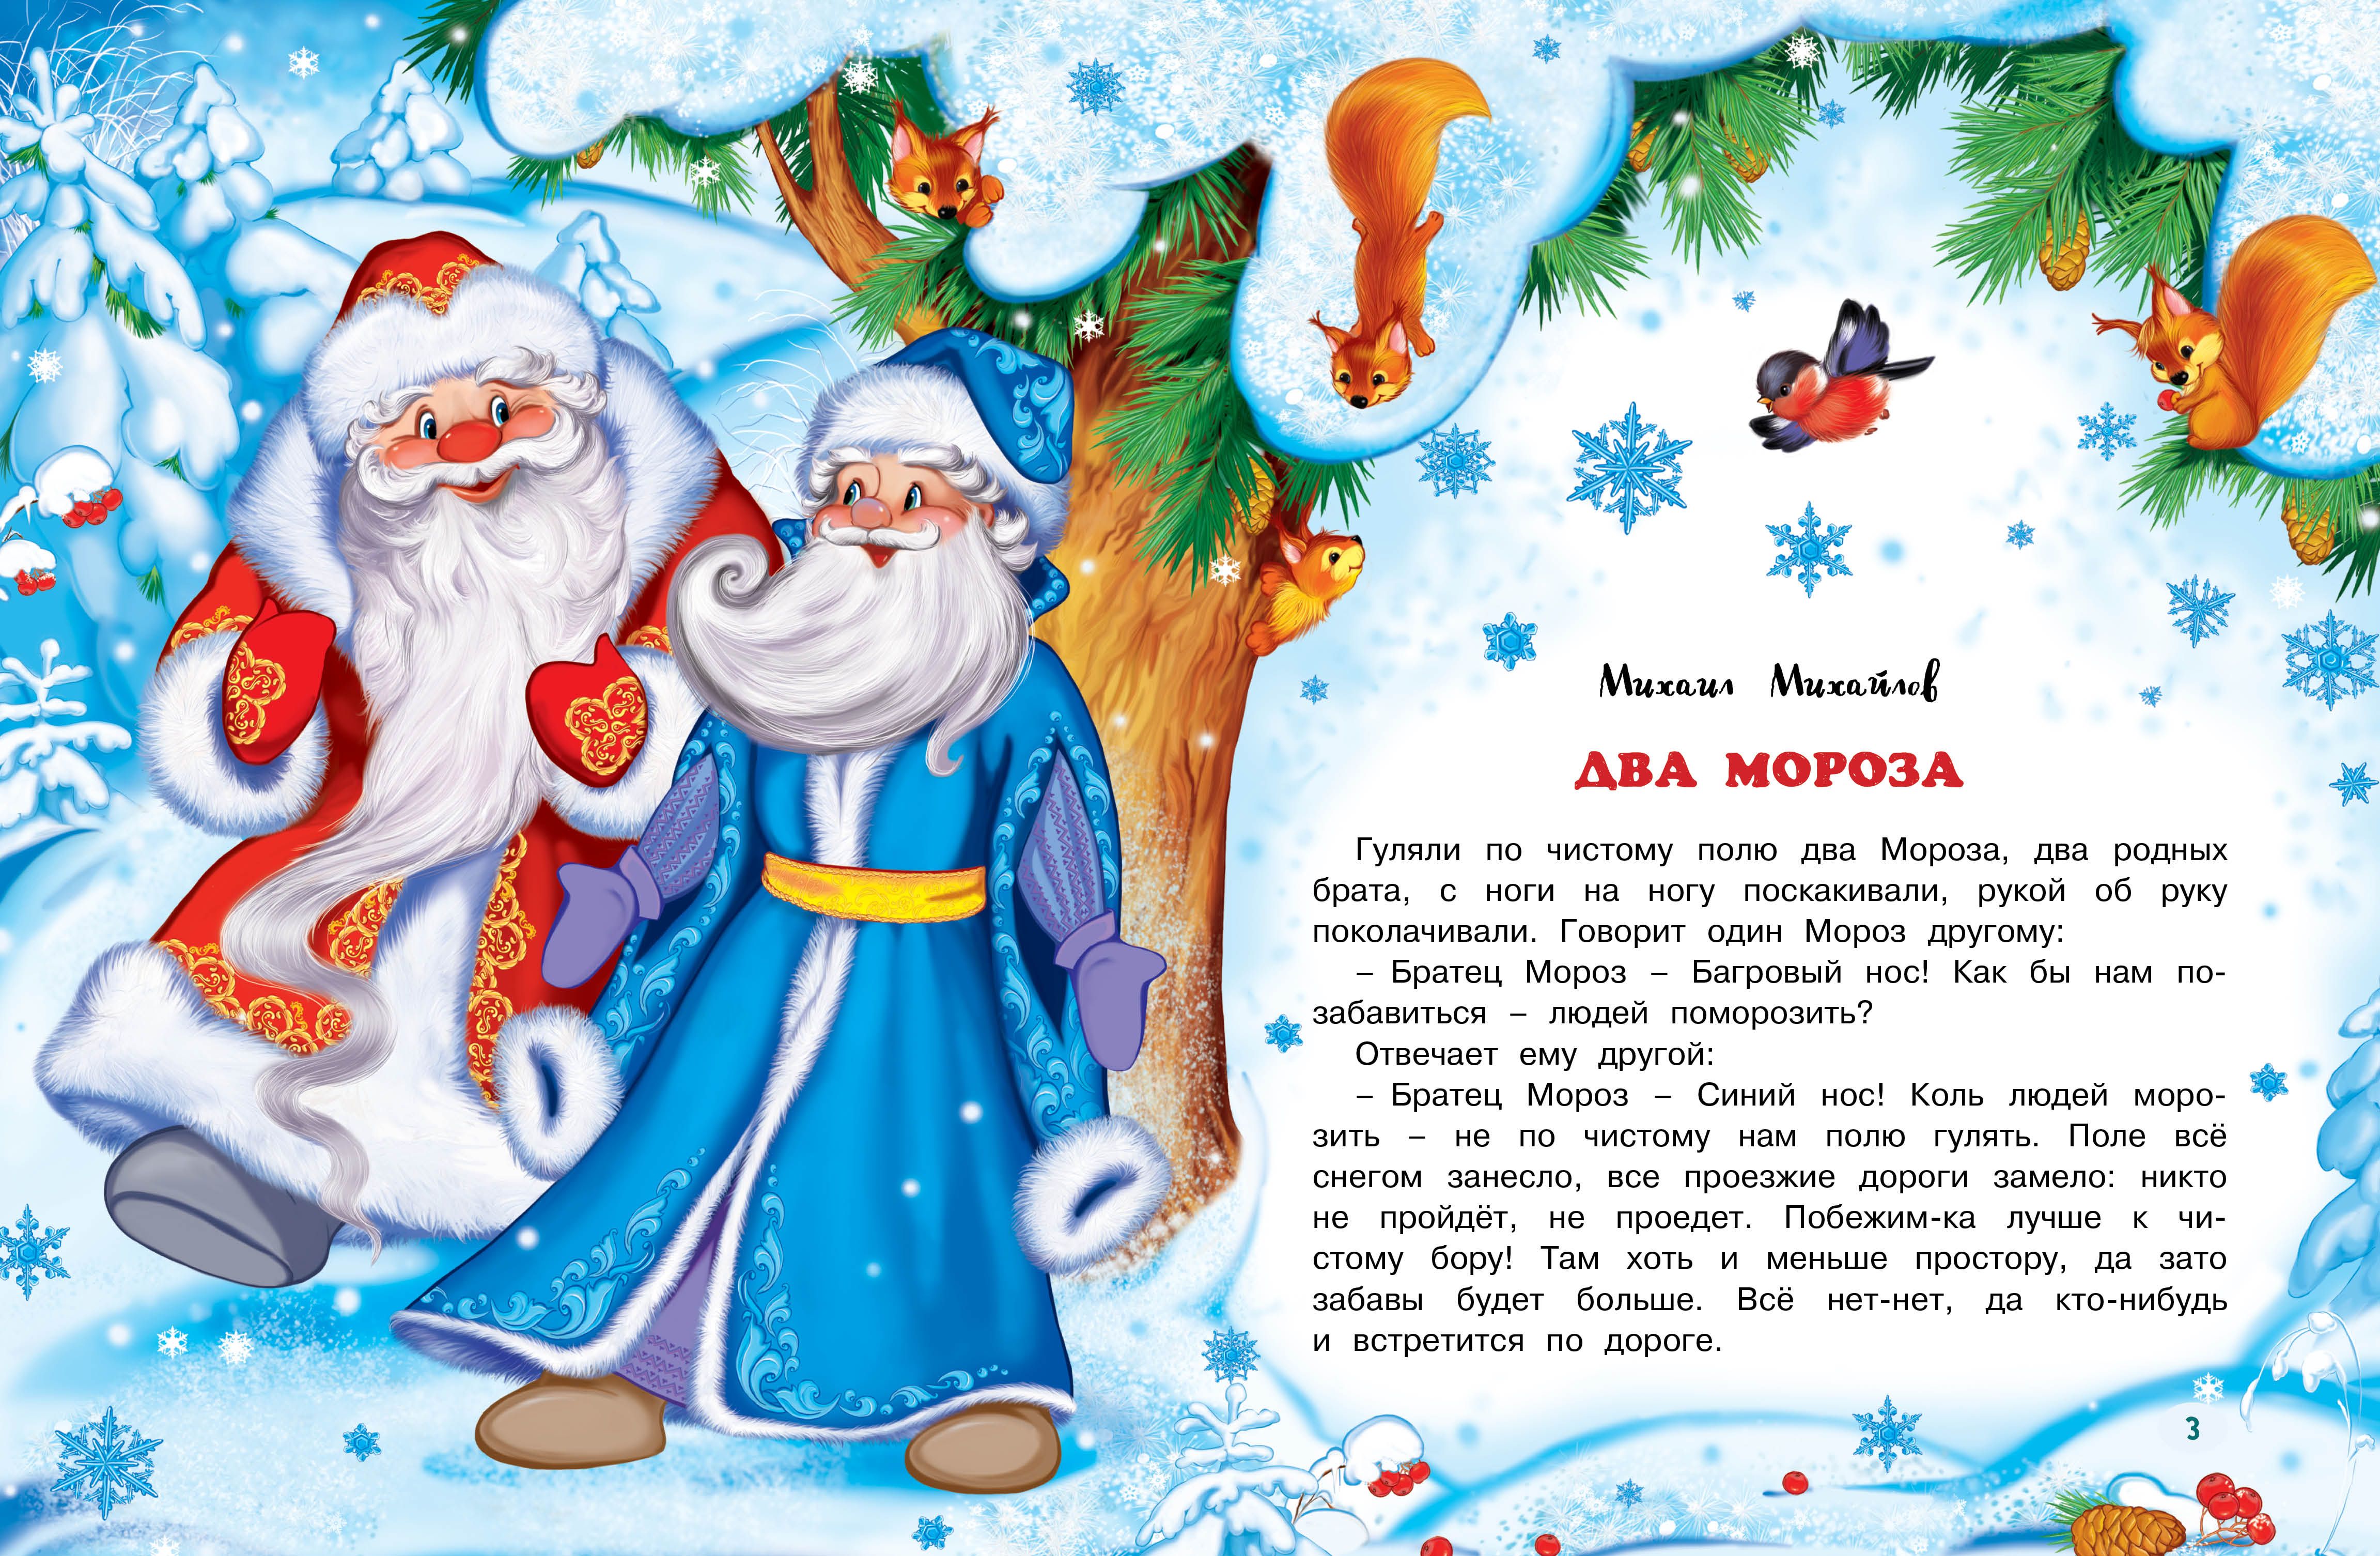 Михаил Михайлов
ДВА МОРОЗА
Гуляли по чистому полю два Мороза, два родных
брата, с ноги на ногу поскакивали, рукой об руку
поколачивали. Говорит один Мороз другому:
– Братец Мороз – Багровый нос! Как бы нам по-
забавиться – людей поморозить?
Отвечает ему другой:
– Братец Мороз – Синий нос! Коль людей моро-
зить – не по чистому нам полю гулять. Поле всё
снегом занесло, все проезжие дороги замело: никто
не пройдёт, не проедет. Побежим-ка лучше к чи-
стому бору! Там хоть и меньше простору, да зато
забавы будет больше. Всё нет-нет, да кто-нибудь
и встретится по дороге.
3